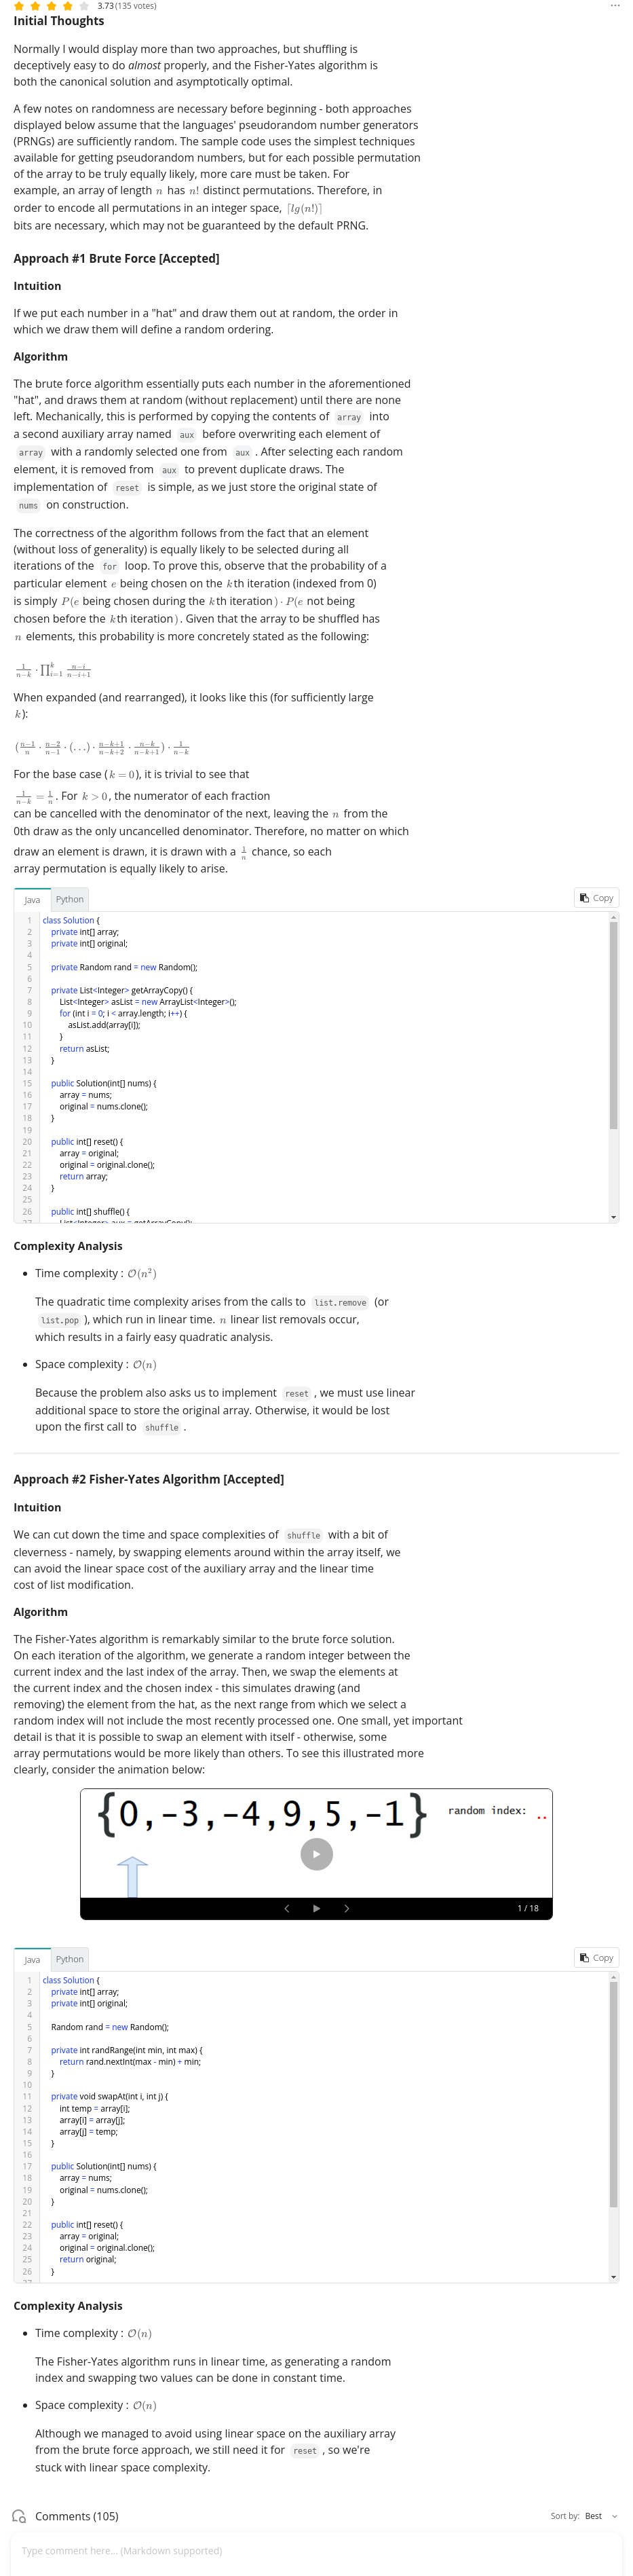 3.73 (135 votes)
Initial Thoughts
Normally I would display more than two approaches, but shuffling is
deceptively easy to do almost properly, and the Fisher-Yates algorithm is
both the canonical solution and asymptotically optimal.
A few notes on randomness are necessary before beginning - both approaches
displayed below assume that the languages' pseudorandom number generators
(PRNGs) are sufficiently random. The sample code uses the simplest techniques
available for getting pseudorandom numbers, but for each possible permutation
of the array to be truly equally likely, more care must be taken. For
example, an array of length n has n! distinct permutations. Therefore, in
order to encode all permutations in an integer space, ⌈lg(n!)⌉
bits are necessary, which may not be guaranteed by the default PRNG.
Approach #1 Brute Force [Accepted]
Intuition
If we put each number in a "hat" and draw them out at random, the order in
which we draw them will define a random ordering.
Algorithm
The brute force algorithm essentially puts each number in the aforementioned
"hat", and draws them at random (without replacement) until there are none
left. Mechanically, this is performed by copying the contents of array into
a second auxiliary array named aux before overwriting each element of
array with a randomly selected one from aux . After selecting each random
element, it is removed from aux to prevent duplicate draws. The
implementation of reset is simple, as we just store the original state of
nums on construction.
The correctness of the algorithm follows from the fact that an element
(without loss of generality) is equally likely to be selected during all
iterations of the for loop. To prove this, observe that the probability of a
particular element e being chosen on the kth iteration (indexed from 0)
is simply P(e being chosen during the kth iteration) · P(e not being
chosen before the kth iteration). Given that the array to be shuffled has
n elements, this probability is more concretely stated as the following:
1/(n−k) · ∏_{i=1}^{k} (n−i)/(n−i+1)
When expanded (and rearranged), it looks like this (for sufficiently large
k):
((n−1)/n · (n−2)/(n−1) · (…) · (n−k+1)/(n−k+2) · (n−k)/(n−k+1)) · 1/(n−k)
For the base case (k = 0), it is trivial to see that
1/(n−k) = 1/n. For k > 0, the numerator of each fraction
can be cancelled with the denominator of the next, leaving the n from the
0th draw as the only uncancelled denominator. Therefore, no matter on which
draw an element is drawn, it is drawn with a 1/n chance, so each
array permutation is equally likely to arise.
Java Python Copy
1 class Solution {
2 private int[] array;
3 private int[] original;
4
5 private Random rand = new Random();
6
7 private List<Integer> getArrayCopy() {
8 List<Integer> asList = new ArrayList<Integer>();
9 for (int i = 0; i < array.length; i++) {
10 asList.add(array[i]);
11 }
12 return asList;
13 }
14
15 public Solution(int[] nums) {
16 array = nums;
17 original = nums.clone();
18 }
19
20 public int[] reset() {
21 array = original;
22 original = original.clone();
23 return array;
24 }
25
26 public int[] shuffle() {
27 List<Integer> aux = getArrayCopy();
Complexity Analysis
• Time complexity : O(n²)
The quadratic time complexity arises from the calls to list.remove (or
list.pop ), which run in linear time. n linear list removals occur,
which results in a fairly easy quadratic analysis.
• Space complexity : O(n)
Because the problem also asks us to implement reset , we must use linear
additional space to store the original array. Otherwise, it would be lost
upon the first call to shuffle .
Approach #2 Fisher-Yates Algorithm [Accepted]
Intuition
We can cut down the time and space complexities of shuffle with a bit of
cleverness - namely, by swapping elements around within the array itself, we
can avoid the linear space cost of the auxiliary array and the linear time
cost of list modification.
Algorithm
The Fisher-Yates algorithm is remarkably similar to the brute force solution.
On each iteration of the algorithm, we generate a random integer between the
current index and the last index of the array. Then, we swap the elements at
the current index and the chosen index - this simulates drawing (and
removing) the element from the hat, as the next range from which we select a
random index will not include the most recently processed one. One small, yet important
detail is that it is possible to swap an element with itself - otherwise, some
array permutations would be more likely than others. To see this illustrated more
clearly, consider the animation below:
{0,-3,-4,9,5,-1} random index: ..
1 / 18
Java Python Copy
1 class Solution {
2 private int[] array;
3 private int[] original;
4
5 Random rand = new Random();
6
7 private int randRange(int min, int max) {
8 return rand.nextInt(max - min) + min;
9 }
10
11 private void swapAt(int i, int j) {
12 int temp = array[i];
13 array[i] = array[j];
14 array[j] = temp;
15 }
16
17 public Solution(int[] nums) {
18 array = nums;
19 original = nums.clone();
20 }
21
22 public int[] reset() {
23 array = original;
24 original = original.clone();
25 return original;
26 }
27
Complexity Analysis
• Time complexity : O(n)
The Fisher-Yates algorithm runs in linear time, as generating a random
index and swapping two values can be done in constant time.
• Space complexity : O(n)
Although we managed to avoid using linear space on the auxiliary array
from the brute force approach, we still need it for reset , so we're
stuck with linear space complexity.
Comments (105) Sort by: Best
Type comment here... (Markdown supported)